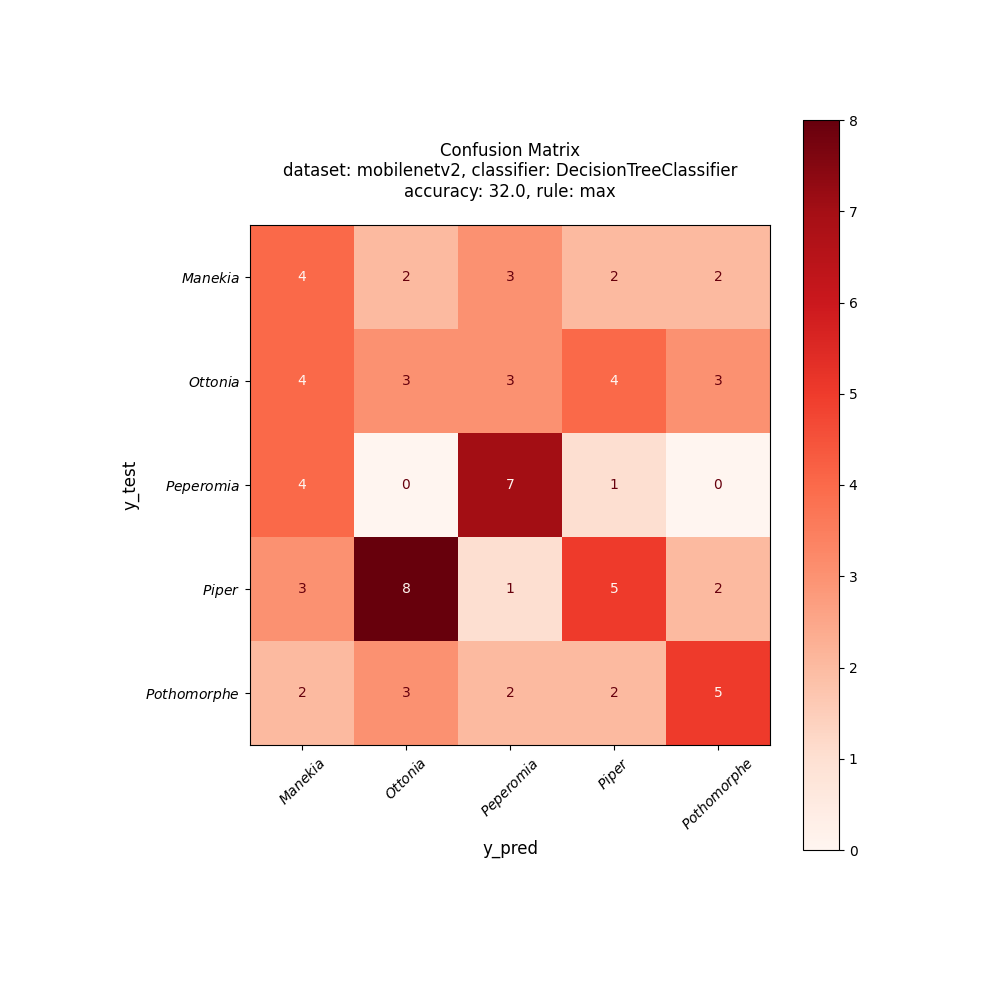 Confusion Matrix
dataset: mobilenetv2, classifier: DecisionTreeClassifier
accuracy: 32.0, rule: max
y_test
Manekia 4 2 3 2 2
Ottonia 4 3 3 4 3
Peperomia 4 0 7 1 0
Piper 3 8 1 5 2
Pothomorphe 2 3 2 2 5
Manekia Ottonia Peperomia Piper Pothomorphe
y_pred
8
7
6
5
4
3
2
1
0